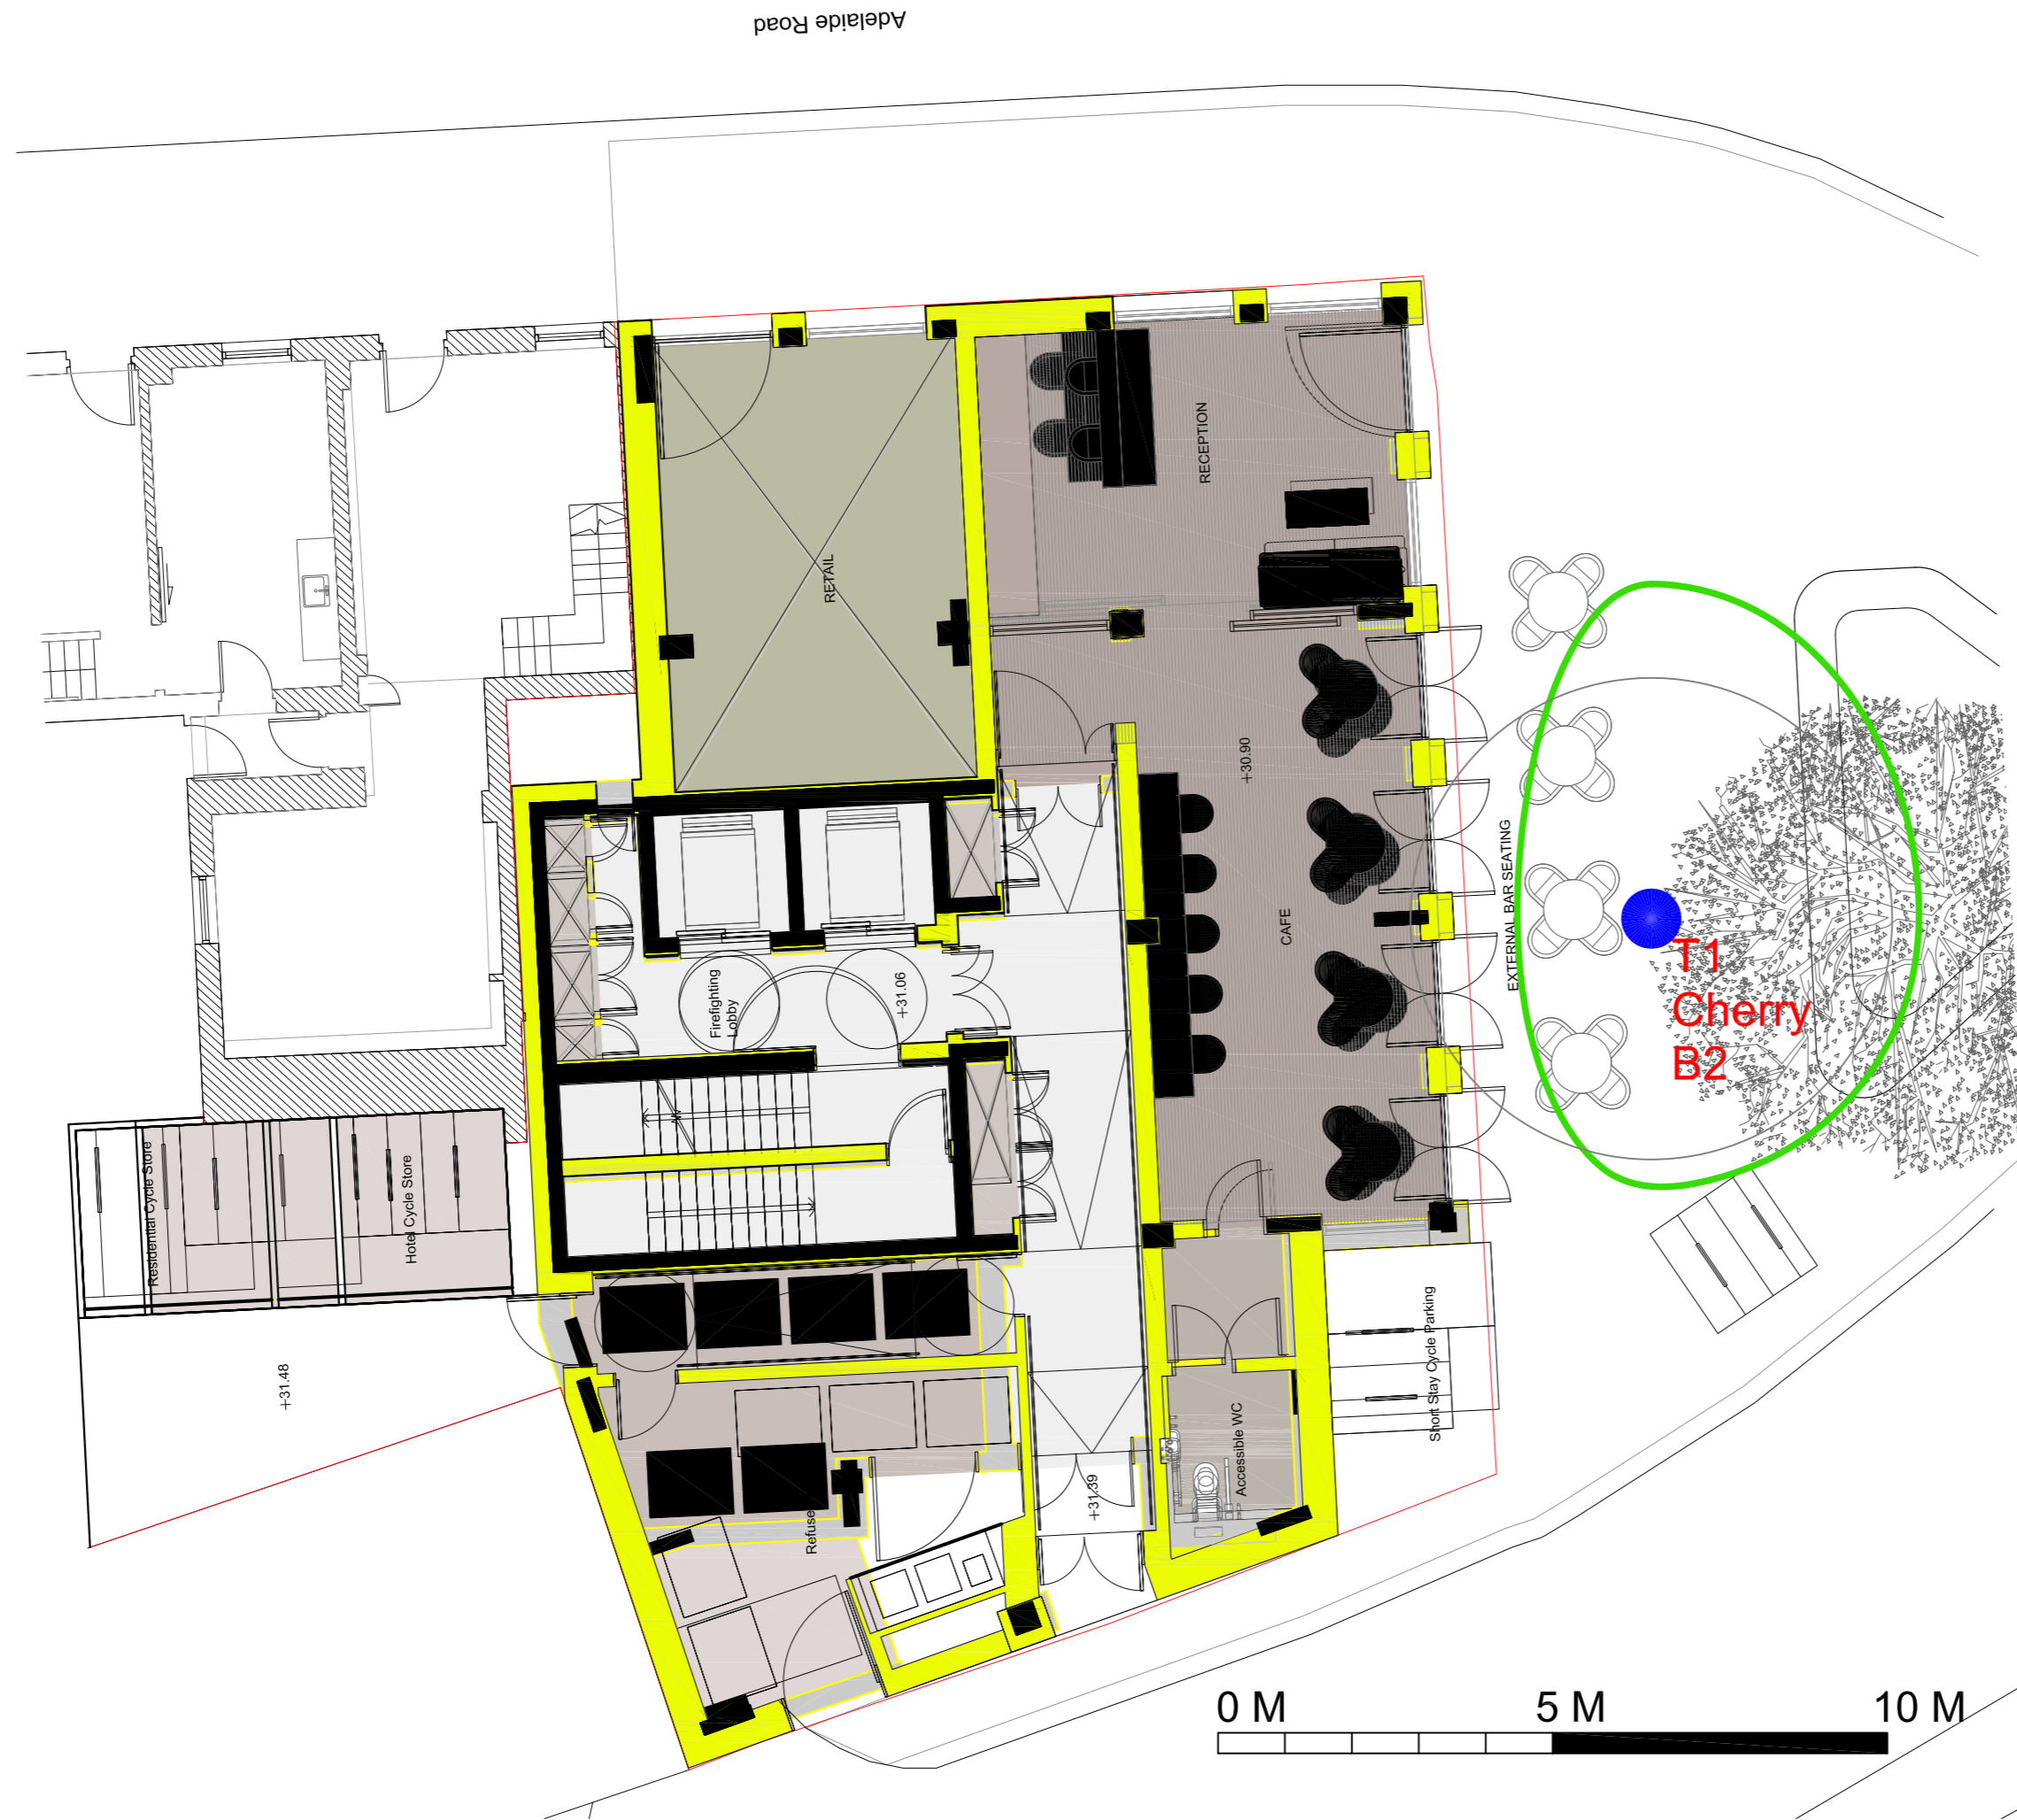 Adelaide Road
RECEPTION
RETAIL
+30.90
EXTERNAL BAR SEATING
CAFE
T1
Cherry
B2
Firefighting
Lobby
+31.06
Residential Cycle Store
Hotel Cycle Store
+31.48
Short Stay Cycle Parking
Accessible WC
+31.39
Refuse
0 M
5 M
10 M